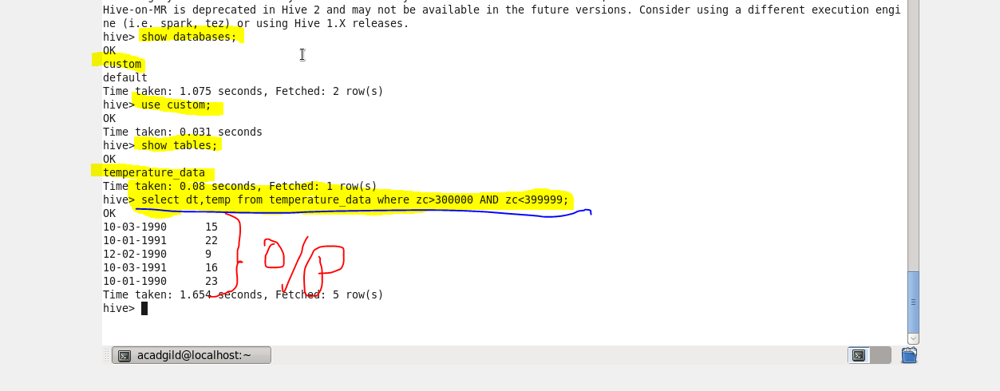 Hive-on-MR is deprecated in Hive 2 and may not be available in the future versions. Consider using a different execution engi
ne (i.e. spark, tez) or using Hive 1.X releases.
hive> show databases;
OK
custom
default
Time taken: 1.075 seconds, Fetched: 2 row(s)
hive> use custom;
OK
Time taken: 0.031 seconds
hive> show tables;
OK
temperature_data
Time taken: 0.08 seconds, Fetched: 1 row(s)
hive> select dt,temp from temperature_data where zc>300000 AND zc<399999;
OK
10-03-1990 15
10-01-1991 22
12-02-1990 9
10-03-1991 16
10-01-1990 23
O/P
Time taken: 1.654 seconds, Fetched: 5 row(s)
hive>
acadgild@localhost:~